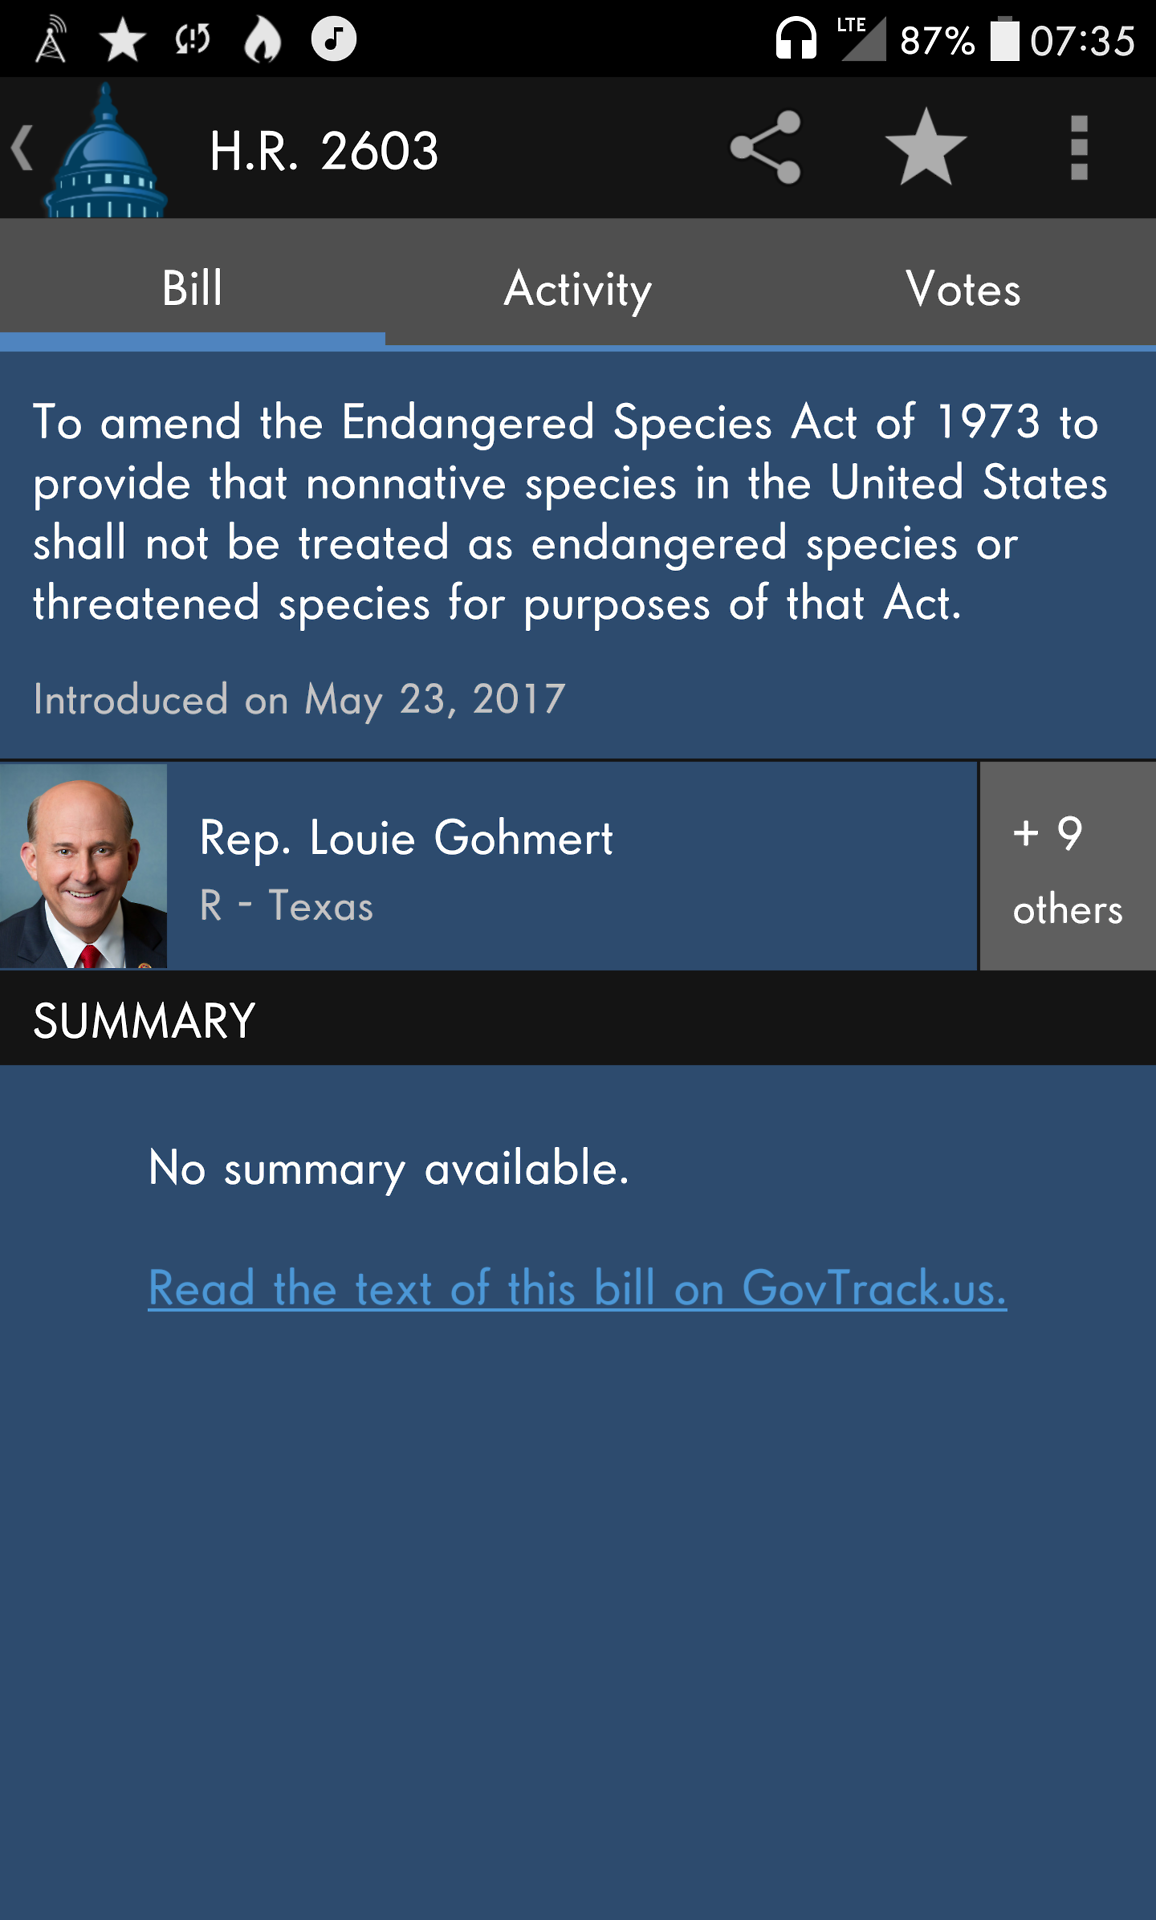 LTE 87% 07:35
H.R. 2603
Bill Activity Votes
To amend the Endangered Species Act of 1973 to
provide that nonnative species in the United States
shall not be treated as endangered species or
threatened species for purposes of that Act.
Introduced on May 23, 2017
Rep. Louie Gohmert
R - Texas
+ 9
others
SUMMARY
No summary available.
Read the text of this bill on GovTrack.us.